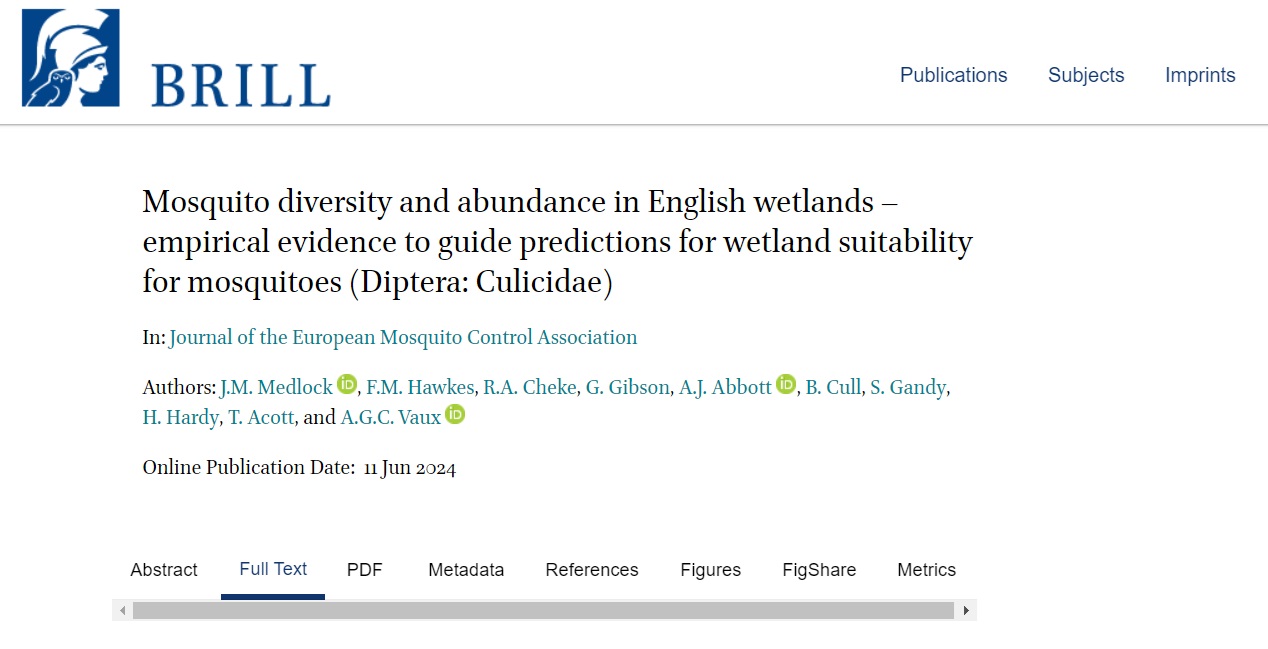 BRILL
Publications Subjects Imprints
Mosquito diversity and abundance in English wetlands –
empirical evidence to guide predictions for wetland suitability
for mosquitoes (Diptera: Culicidae)
In: Journal of the European Mosquito Control Association
Authors: J.M. Medlock iD, F.M. Hawkes, R.A. Cheke, G. Gibson, A.J. Abbott iD, B. Cull, S. Gandy,
H. Hardy, T. Acott, and A.G.C. Vaux iD
Online Publication Date: 11 Jun 2024
Abstract Full Text PDF Metadata References Figures FigShare Metrics